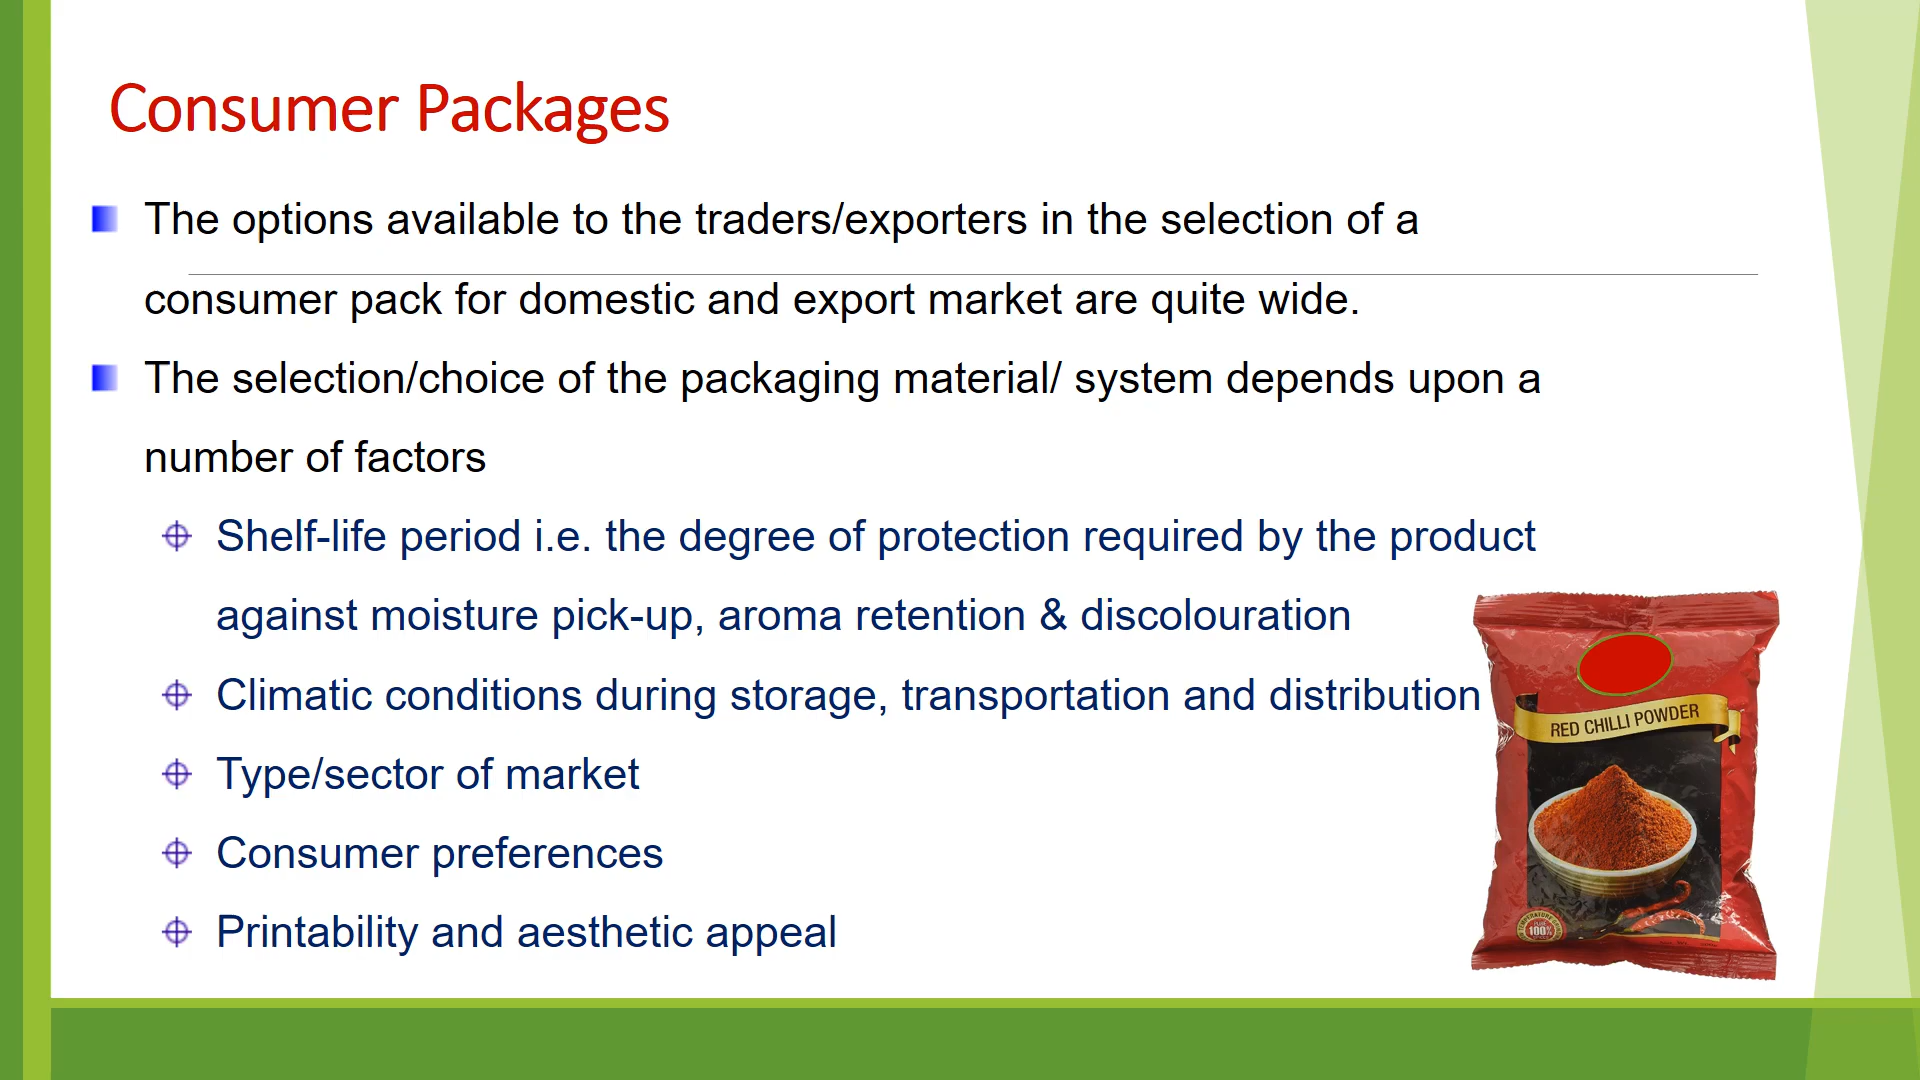 Consumer Packages
The options available to the traders/exporters in the selection of a
consumer pack for domestic and export market are quite wide.
The selection/choice of the packaging material/ system depends upon a
number of factors
Shelf-life period i.e. the degree of protection required by the product
against moisture pick-up, aroma retention & discolouration
Climatic conditions during storage, transportation and distribution
Type/sector of market
Consumer preferences
Printability and aesthetic appeal
RED CHILLI POWDER
100%